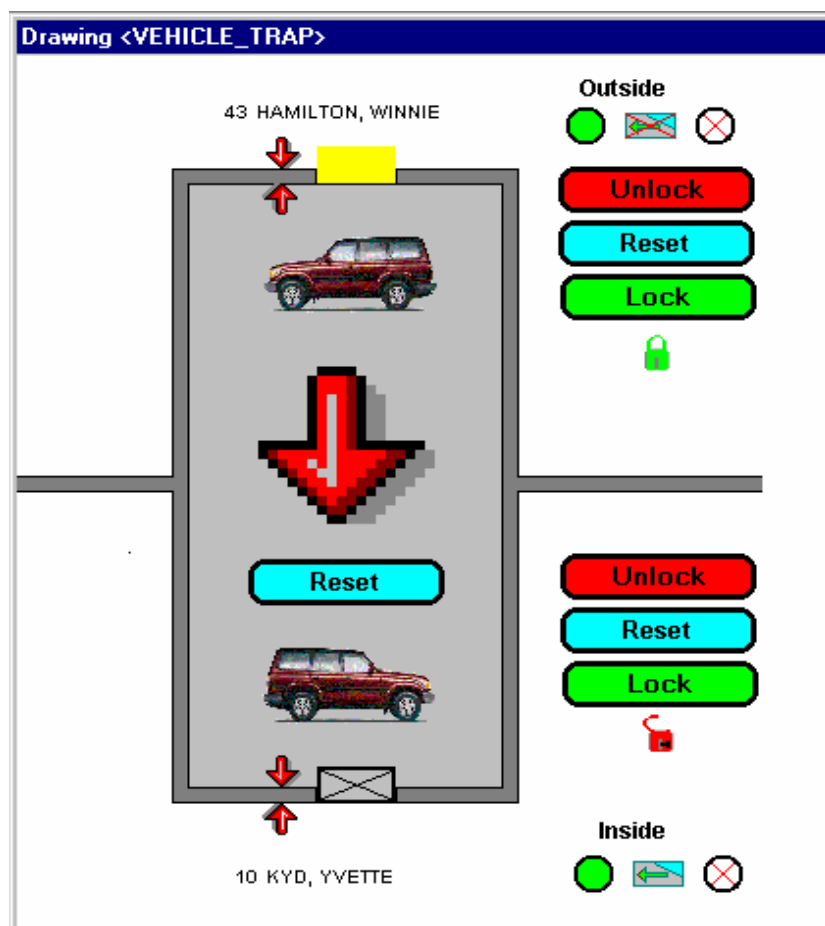 Drawing <VEHICLE_TRAP>
Outside
43 HAMILTON, WINNIE
Unlock
Reset
Lock
Reset
Unlock
Reset
Lock
Inside
10 KYD, YVETTE